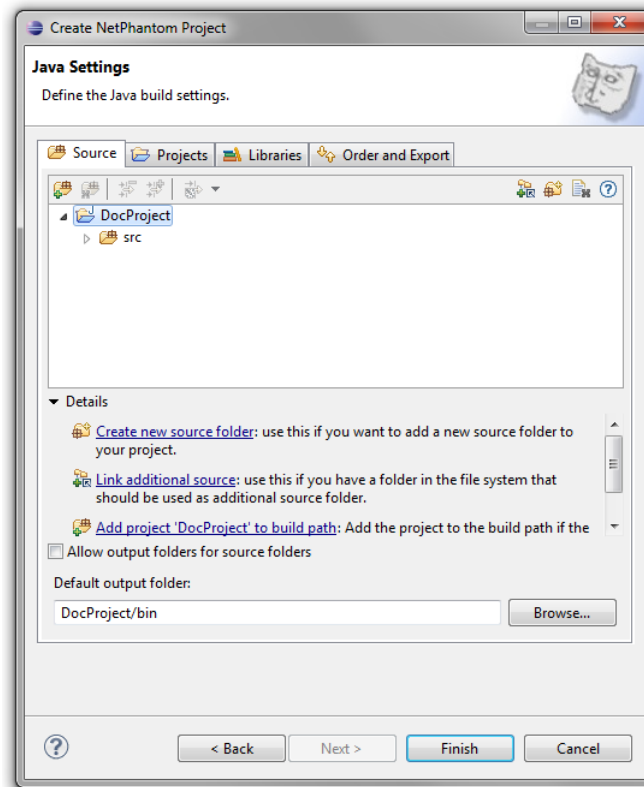 Create NetPhantom Project
Java Settings
Define the Java build settings.
Source Projects Libraries Order and Export
DocProject
src
Details
Create new source folder: use this if you want to add a new source folder to
your project.
Link additional source: use this if you have a folder in the file system that
should be used as additional source folder.
Add project 'DocProject' to build path: Add the project to the build path if the
Allow output folders for source folders
Default output folder:
DocProject/bin
Browse...
< Back
Next >
Finish
Cancel